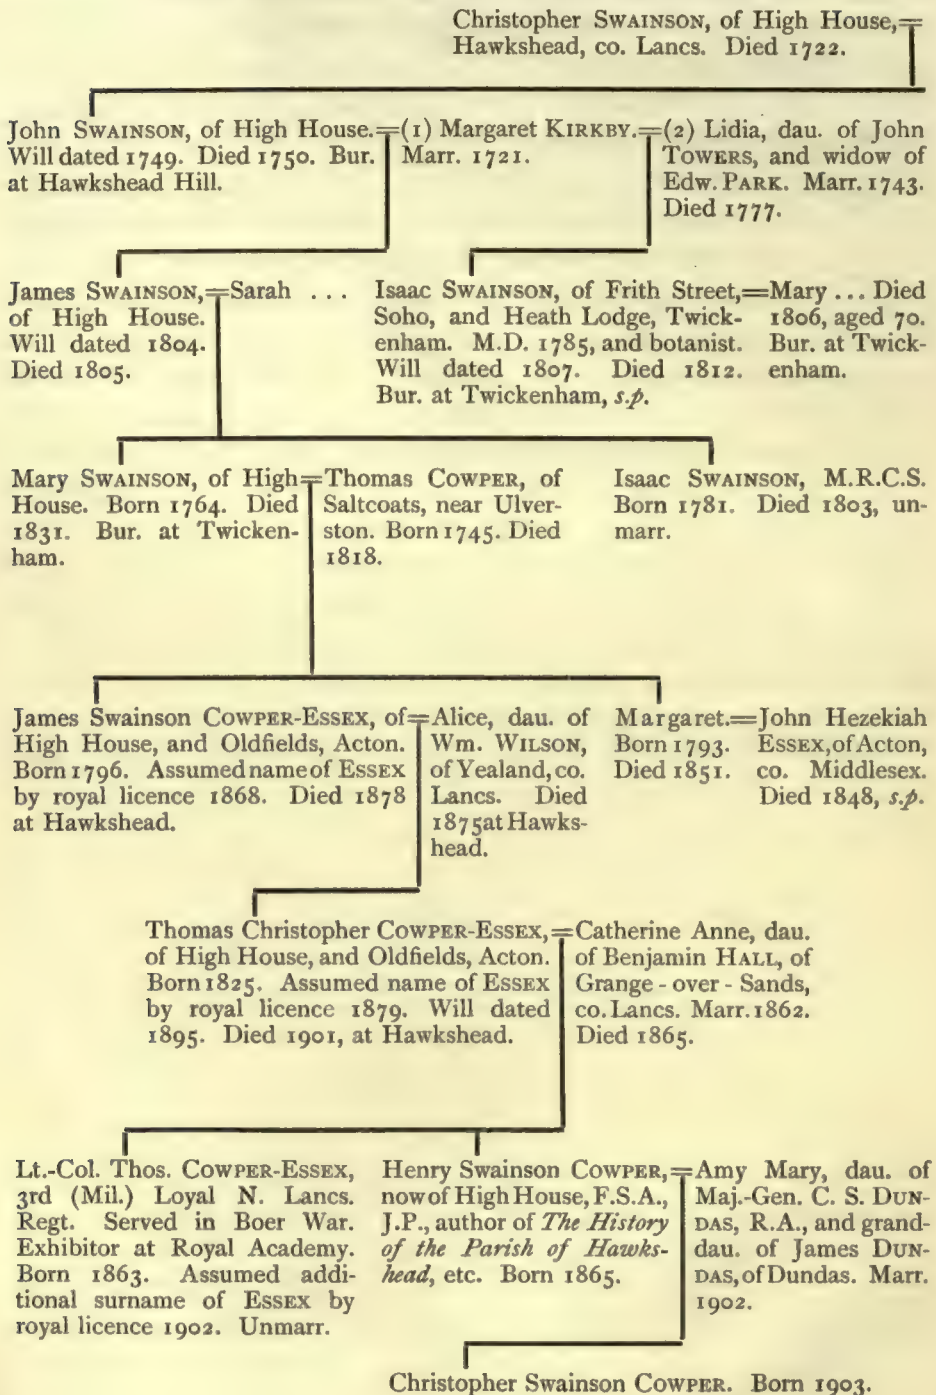 Christopher SWAINSON, of High House,=
Hawkshead, co. Lancs. Died 1722.
John SWAINSON, of High House.=
Will dated 1749. Died 1750. Bur.
at Hawkshead Hill.
(1) Margaret KIRKBY.=
Marr. 1721.
(2) Lidia, dau. of John
TOWERS, and widow of
Edw. PARK. Marr. 1743.
Died 1777.
James SWAINSON,=
of High House.
Will dated 1804.
Died 1805.
Sarah ...
Isaac SWAINSON, of Frith Street,=
Soho, and Heath Lodge, Twick-
enham. M.D. 1785, and botanist.
Will dated 1807. Died 1812.
Bur. at Twickenham, s.p.
Mary ... Died
1806, aged 70.
Bur. at Twick-
enham.
Mary SWAINSON, of High=
House. Born 1764. Died
1831. Bur. at Twicken-
ham.
Thomas COWPER, of
Saltcoats, near Ulver-
ston. Born 1745. Died
1818.
Isaac SWAINSON, M.R.C.S.
Born 1781. Died 1803, un-
marr.
James Swainson COWPER-ESSEX, of=
High House, and Oldfields, Acton.
Born 1796. Assumed name of ESSEX
by royal licence 1868. Died 1878
at Hawkshead.
Alice, dau. of
Wm. WILSON,
of Yealand, co.
Lancs. Died
1875 at Hawks-
head.
Margaret.=
Born 1793.
Died 1851.
John Hezekiah
ESSEX, of Acton,
co. Middlesex.
Died 1848, s.p.
Thomas Christopher COWPER-ESSEX,=
of High House, and Oldfields, Acton.
Born 1825. Assumed name of ESSEX
by royal licence 1879. Will dated
1895. Died 1901, at Hawkshead.
Catherine Anne, dau.
of Benjamin HALL, of
Grange-over-Sands,
co. Lancs. Marr. 1862.
Died 1865.
Lt.-Col. Thos. COWPER-ESSEX,
3rd (Mil.) Loyal N. Lancs.
Regt. Served in Boer War.
Exhibitor at Royal Academy.
Born 1863. Assumed addi-
tional surname of ESSEX by
royal licence 1902. Unmarr.
Henry Swainson COWPER,=
now of High House, F.S.A.,
J.P., author of The History
of the Parish of Hawks-
head, etc. Born 1865.
Amy Mary, dau. of
Maj.-Gen. C. S. DUN-
DAS, R.A., and grand-
dau. of James DUN-
DAS, of Dundas. Marr.
1902.
Christopher Swainson COWPER. Born 1903.